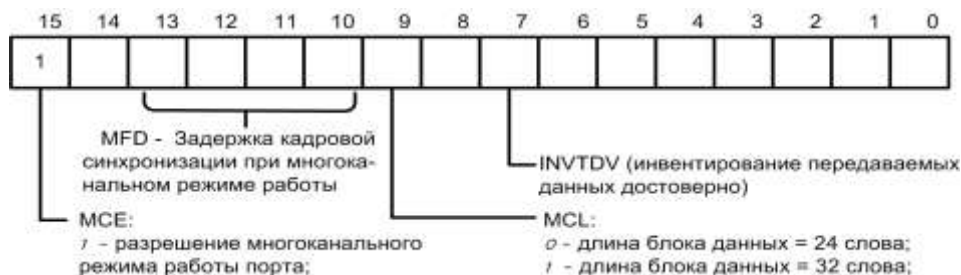 15 14 13 12 11 10 9 8 7 6 5 4 3 2 1 0
1
MFD - Задержка кадровой
синхронизации при многока-
нальном режиме работы
INVTDV (инвентирование передаваемых
данных достоверно)
MCE:
1 - разрешение многоканального
режима работы порта;
MCL:
0 - длина блока данных = 24 слова;
1 - длина блока данных = 32 слова;